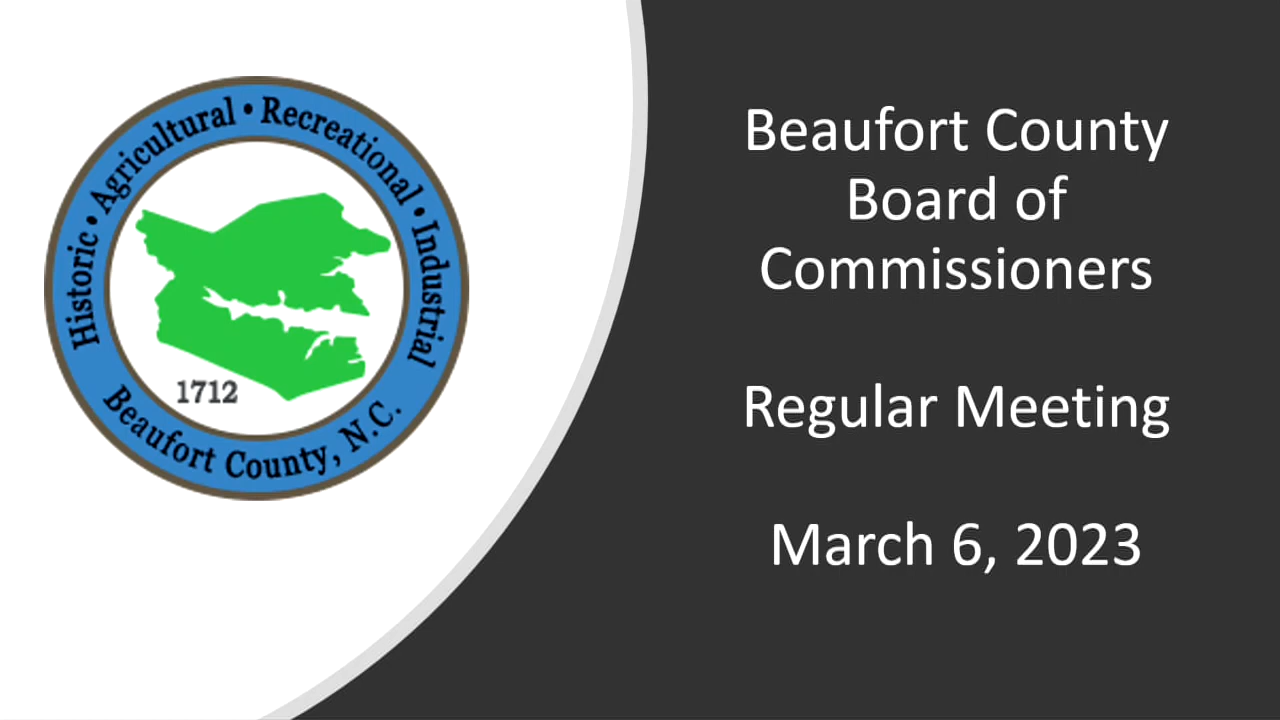 Historic • Agricultural • Recreational • Industrial
1712
Beaufort County, N.C.
Beaufort County
Board of
Commissioners
Regular Meeting
March 6, 2023